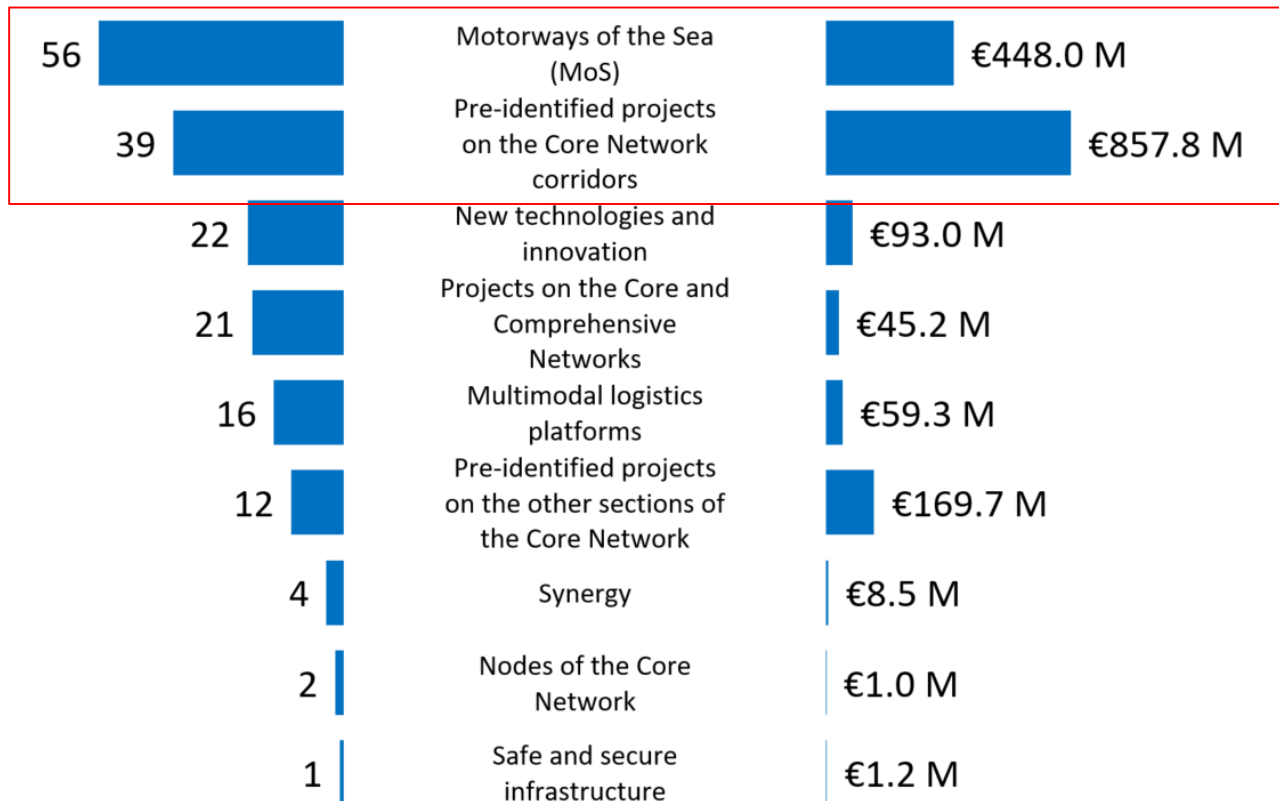 56
Motorways of the Sea
(MoS)
€448.0 M
39
Pre-identified projects
on the Core Network
corridors
€857.8 M
22
New technologies and
innovation
€93.0 M
21
Projects on the Core and
Comprehensive
Networks
€45.2 M
16
Multimodal logistics
platforms
€59.3 M
12
Pre-identified projects
on the other sections of
the Core Network
€169.7 M
4
Synergy
€8.5 M
2
Nodes of the Core
Network
€1.0 M
1
Safe and secure
infrastructure
€1.2 M